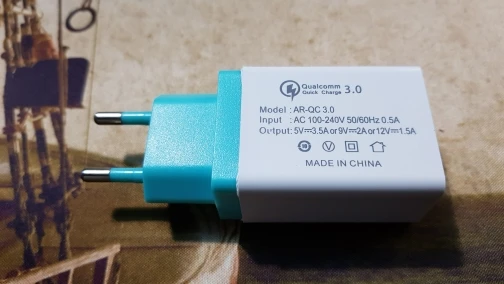 Qualcomm 3.0
Quick Charge
Model : AR-QC 3.0
Input : AC 100-240V 50/60Hz 0.5A
Output: 5V⎓3.5A or 9V⎓2A or 12V⎓1.5A
MADE IN CHINA